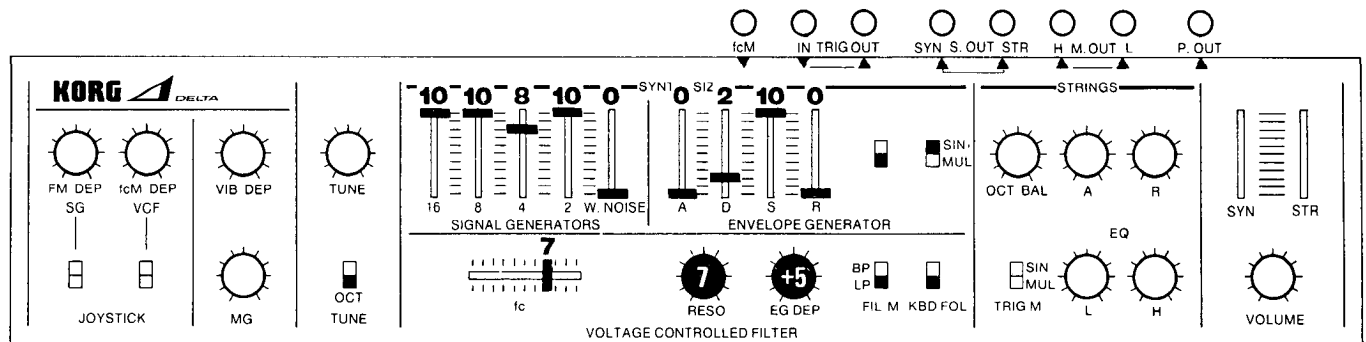 fcM IN TRIG OUT SYN S. OUT STR H M. OUT L P. OUT
KORG DELTA
SYN1 SI2
STRINGS
10 10 8 10 0 0 2 10 0
SIN
MUL
FM DEP fcM DEP VIB DEP TUNE
SG VCF
16 8 4 2 W. NOISE A D S R
OCT BAL A R
SIGNAL GENERATORS ENVELOPE GENERATOR
SYN STR
EQ
7
BP
LP
7 +5
SIN
MUL
OCT
fc RESO EG DEP FIL M KBD FOL TRIG M L H
JOYSTICK MG TUNE VOLUME
VOLTAGE CONTROLLED FILTER